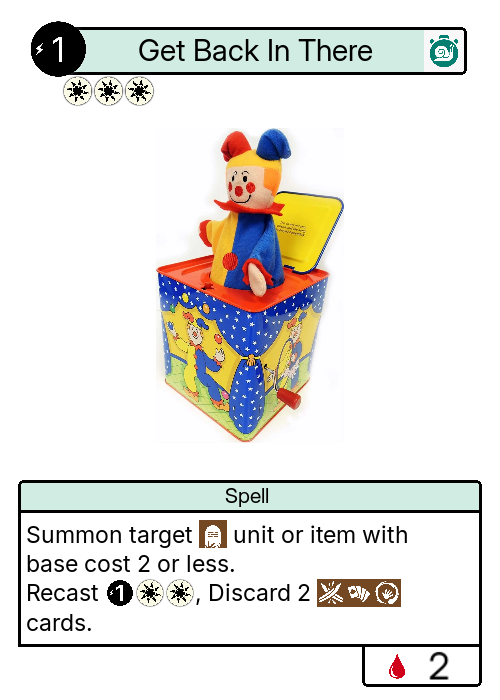 1 Get Back In There
Spell
Summon target unit or item with
base cost 2 or less.
Recast 1, Discard 2
cards.
2